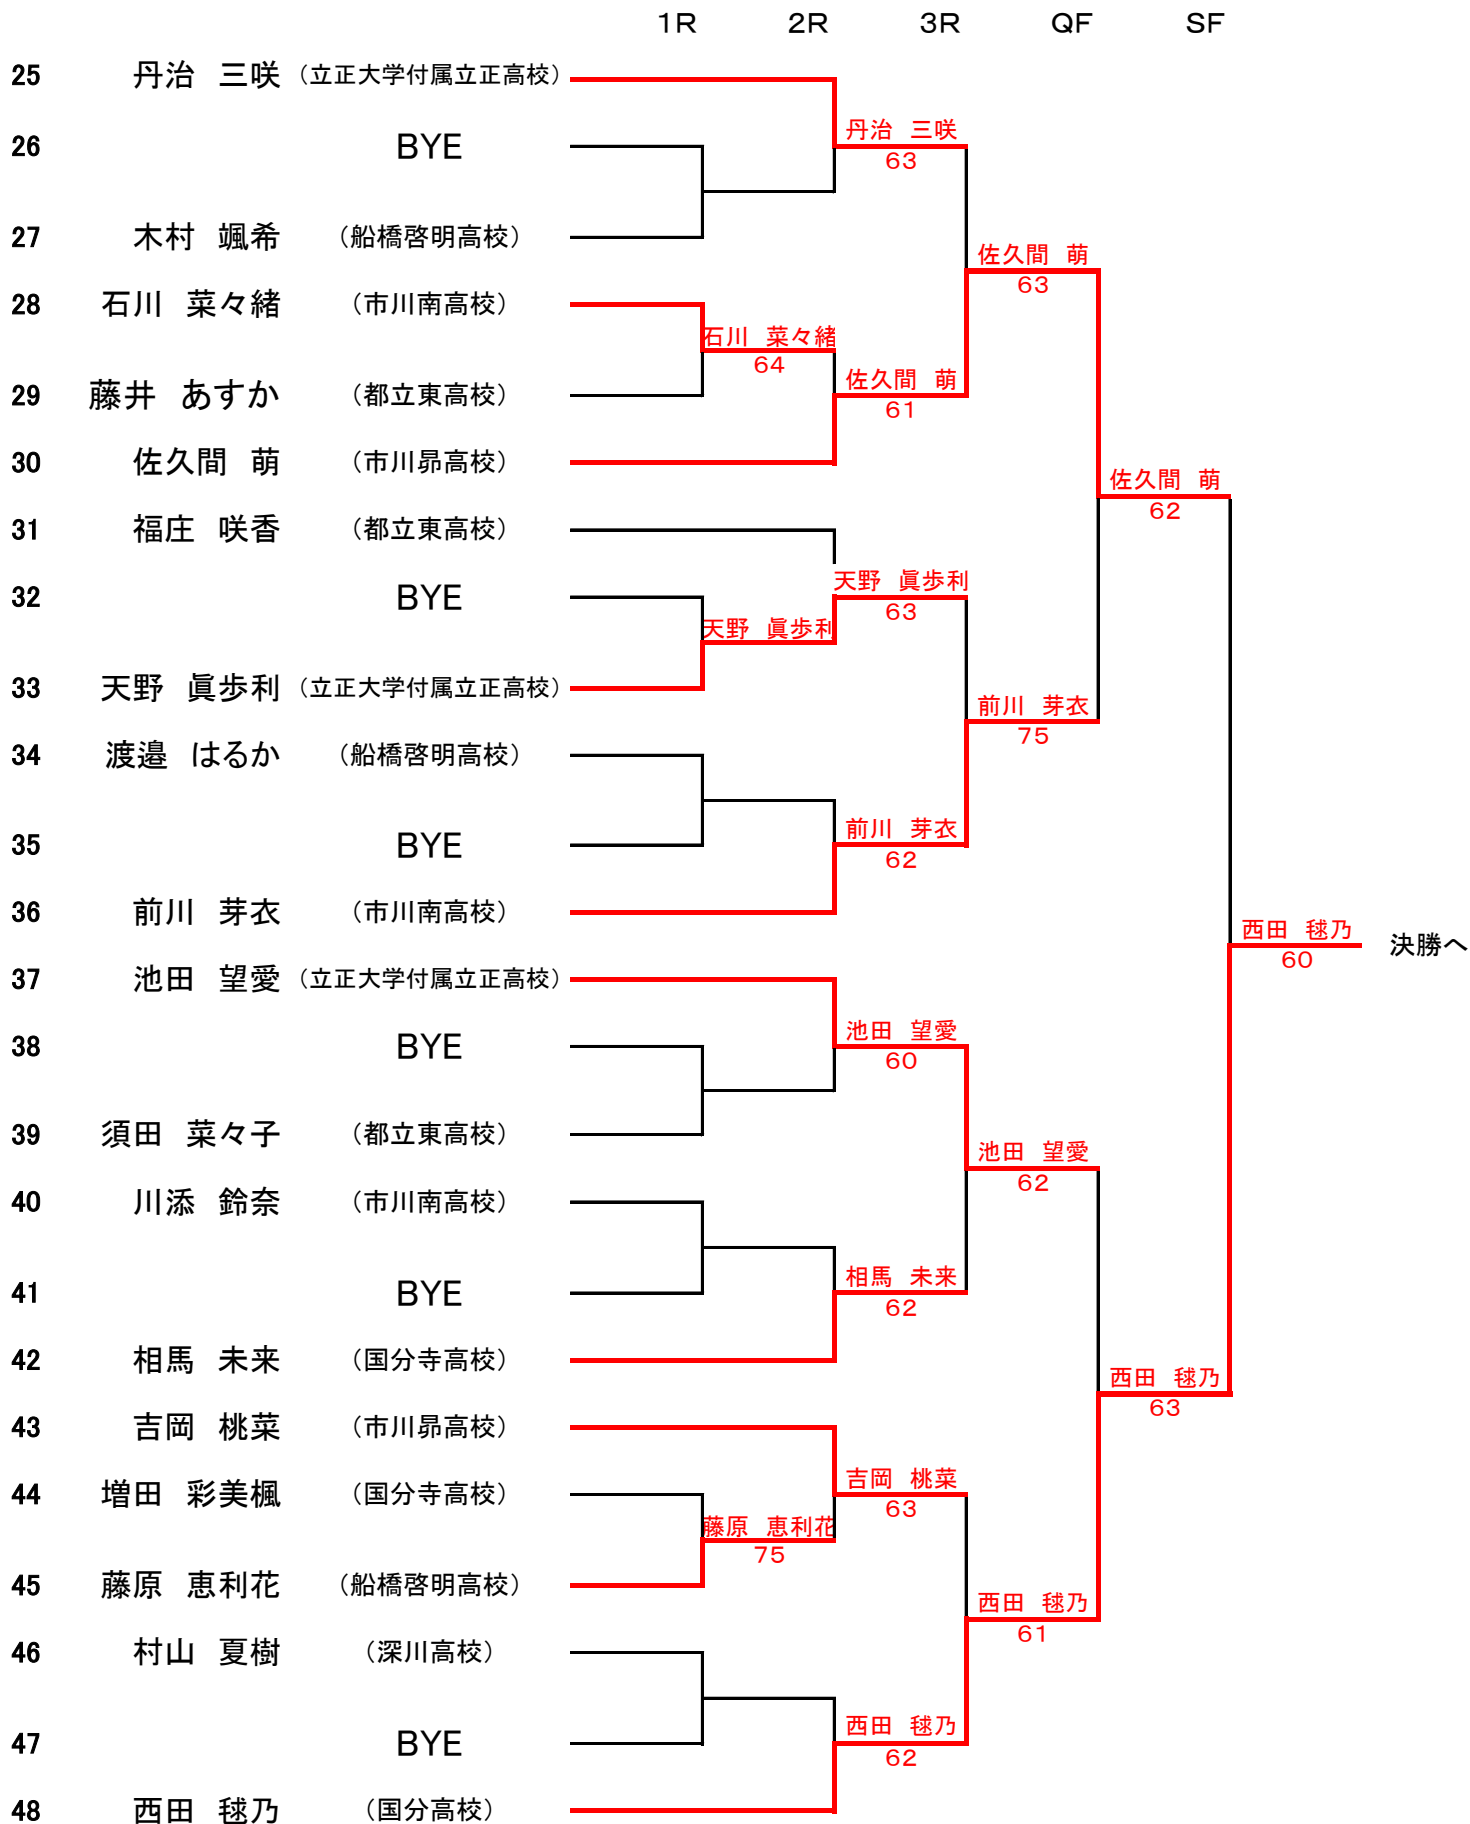 1R 2R 3R QF SF
25 丹治 三咲 （立正大学付属立正高校）
丹治 三咲
26 BYE
63
27 木村 颯希 （船橋啓明高校）
佐久間 萌
63
28 石川 菜々緒 （市川南高校）
石川 菜々緒
64
佐久間 萌
29 藤井 あすか （都立東高校）
61
30 佐久間 萌 （市川昴高校）
佐久間 萌
62
31 福庄 咲香 （都立東高校）
天野 眞歩利
32 BYE
63
天野 眞歩利
33 天野 眞歩利 （立正大学付属立正高校）
前川 芽衣
75
34 渡邉 はるか （船橋啓明高校）
前川 芽衣
35 BYE
62
36 前川 芽衣 （市川南高校）
西田 毬乃
決勝へ
60
37 池田 望愛 （立正大学付属立正高校）
池田 望愛
38 BYE
60
39 須田 菜々子 （都立東高校）
池田 望愛
62
40 川添 鈴奈 （市川南高校）
相馬 未来
41 BYE
62
42 相馬 未来 （国分寺高校）
西田 毬乃
63
43 吉岡 桃菜 （市川昴高校）
吉岡 桃菜
44 増田 彩美楓 （国分寺高校）
63
藤原 恵利花
75
45 藤原 恵利花 （船橋啓明高校）
西田 毬乃
61
46 村山 夏樹 （深川高校）
西田 毬乃
47 BYE
62
48 西田 毬乃 （国分高校）